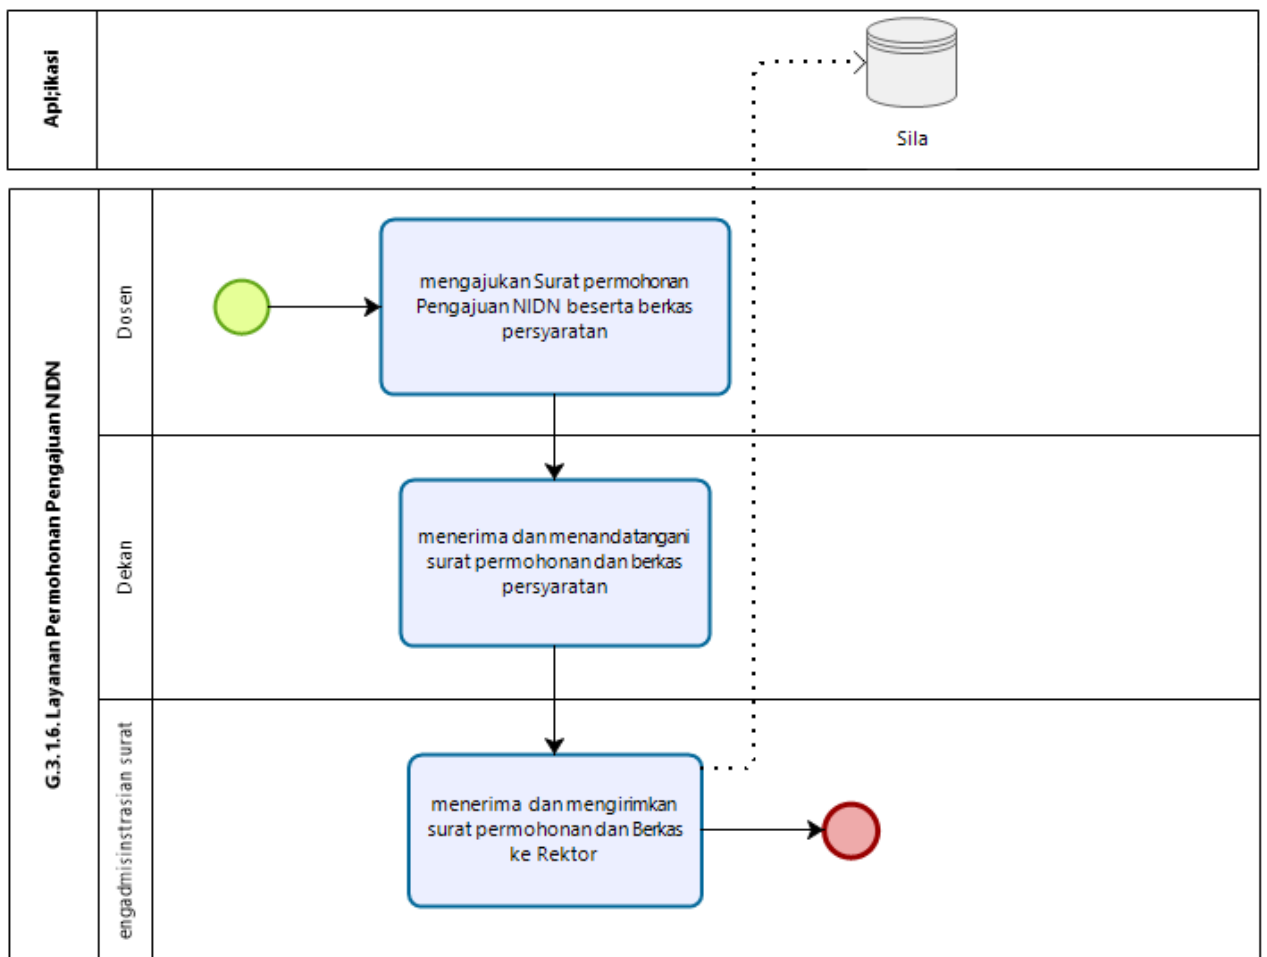 Apl;ikasi
Sila
G.3.1.6. Layanan Permohonan Pengajuan NDN
Dosen
mengajukan Surat permohonan
Pengajuan NIDN beserta berkas
persyaratan
Dekan
menerima dan menandatangani
surat permohonan dan berkas
persyaratan
engadmisinstrasian surat
menerima dan mengirimkan
surat permohonan dan Berkas
ke Rektor